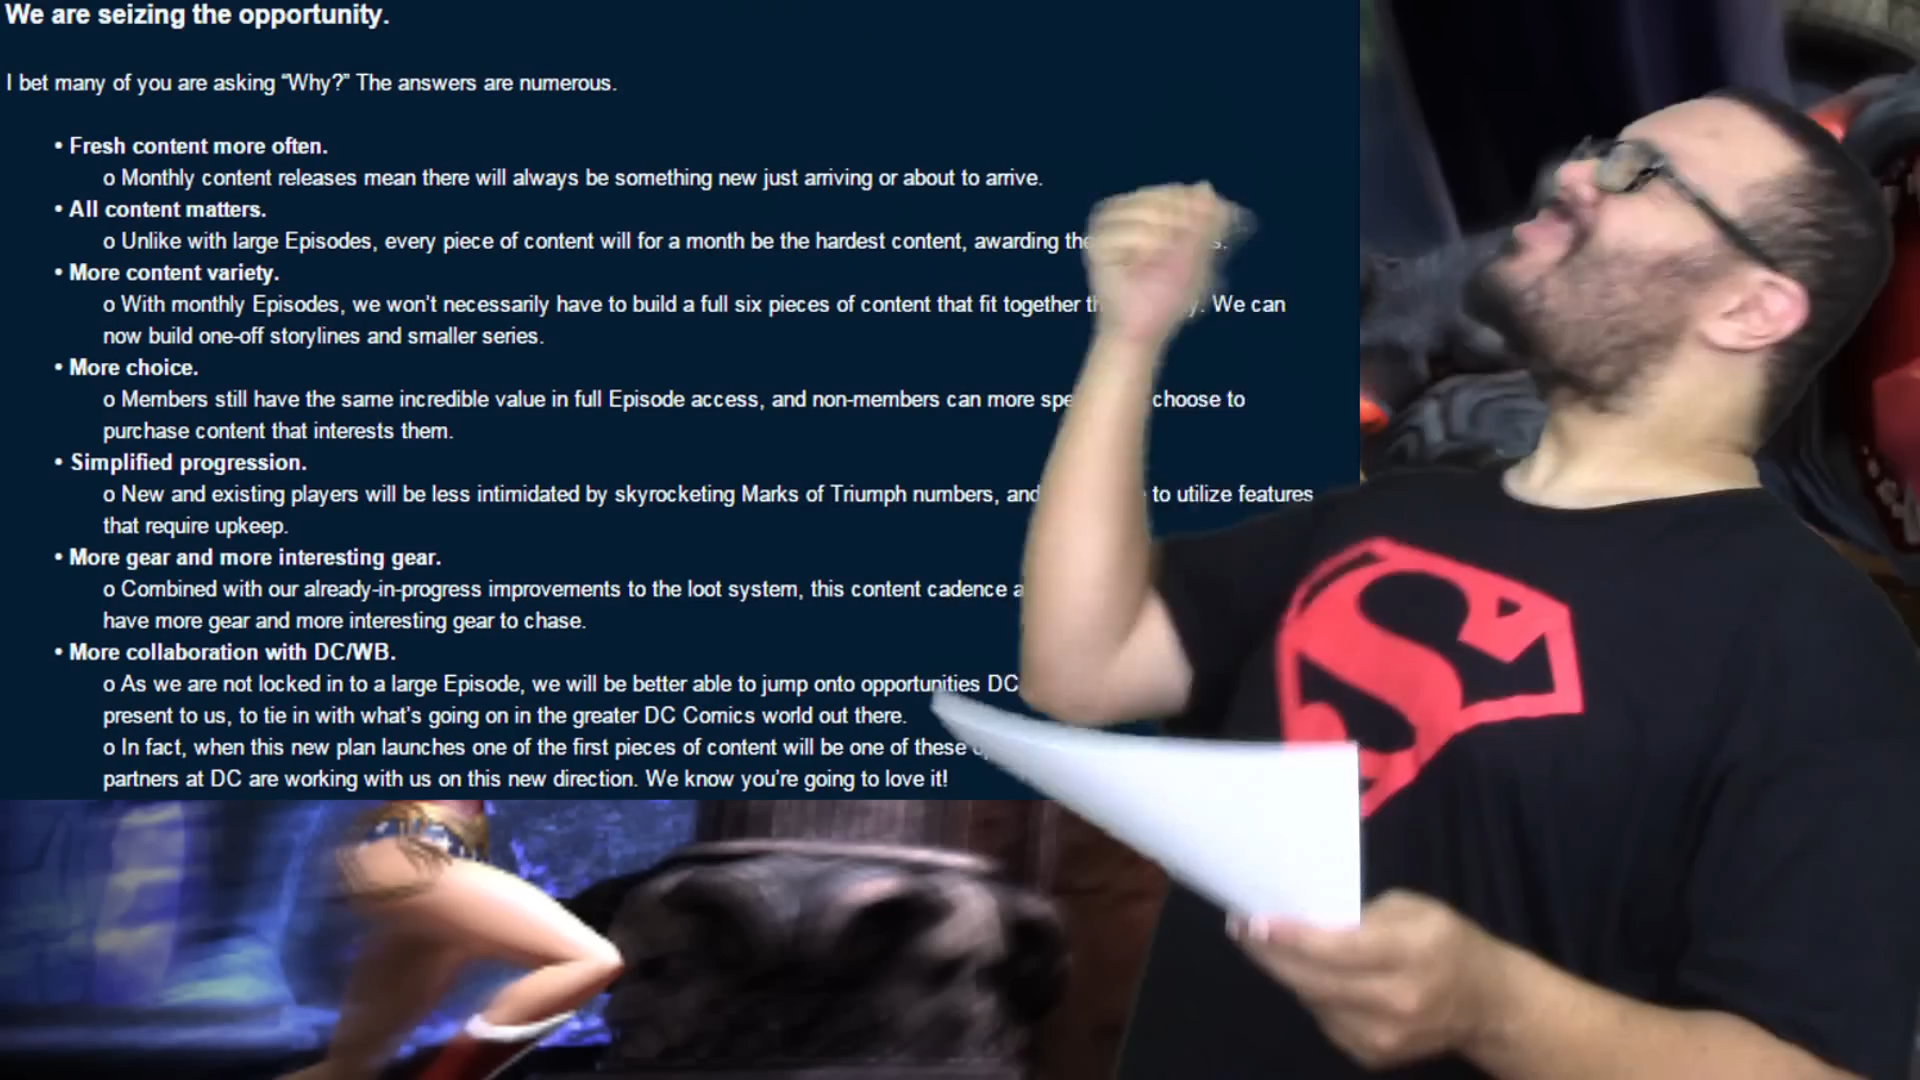 We are seizing the opportunity.
I bet many of you are asking “Why?” The answers are numerous.
• Fresh content more often.
o Monthly content releases mean there will always be something new just arriving or about to arrive.
• All content matters.
o Unlike with large Episodes, every piece of content will for a month be the hardest content, awarding
• More content variety.
o With monthly Episodes, we won’t necessarily have to build a full six pieces of content that fit together We can
now build one-off storylines and smaller series.
• More choice.
o Members still have the same incredible value in full Episode access, and non-members can more choose to
purchase content that interests them.
• Simplified progression.
o New and existing players will be less intimidated by skyrocketing Marks of Triumph numbers, and to utilize features
that require upkeep.
• More gear and more interesting gear.
o Combined with our already-in-progress improvements to the loot system, this content cadence
have more gear and more interesting gear to chase.
• More collaboration with DC/WB.
o As we are not locked in to a large Episode, we will be better able to jump onto opportunities DC
present to us, to tie in with what’s going on in the greater DC Comics world out there.
o In fact, when this new plan launches one of the first pieces of content will be one of these
partners at DC are working with us on this new direction. We know you’re going to love it!
S